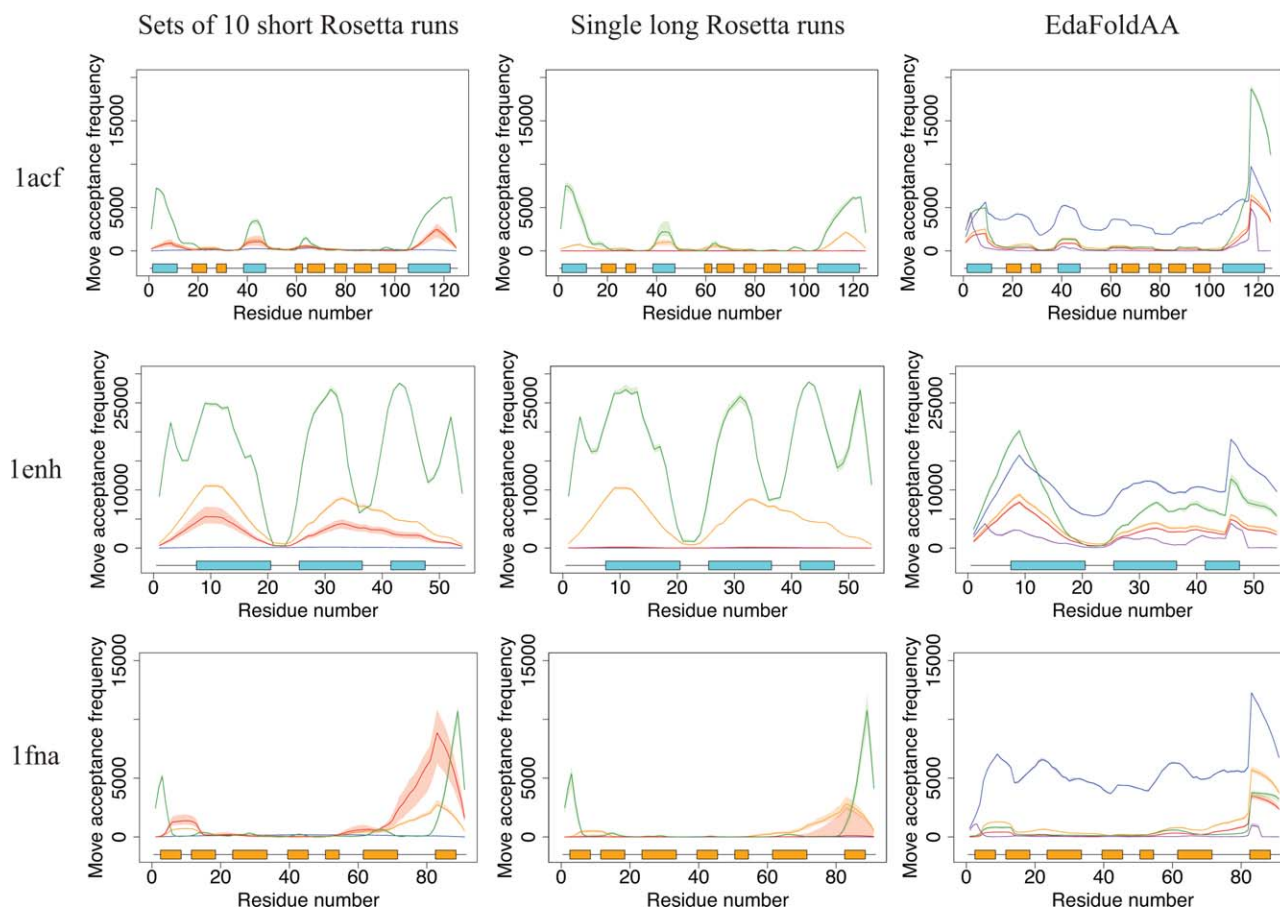 Sets of 10 short Rosetta runs Single long Rosetta runs EdaFoldAA
1acf
Move acceptance frequency
0 5000 15000
0 20 40 60 80 100 120
Residue number
Move acceptance frequency
0 5000 15000
0 20 40 60 80 100 120
Residue number
Move acceptance frequency
0 5000 15000
0 20 40 60 80 100 120
Residue number
1enh
Move acceptance frequency
0 10000 25000
0 10 20 30 40 50
Residue number
Move acceptance frequency
0 10000 25000
0 10 20 30 40 50
Residue number
Move acceptance frequency
0 10000 25000
0 10 20 30 40 50
Residue number
1fna
Move acceptance frequency
0 5000 15000
0 20 40 60 80
Residue number
Move acceptance frequency
0 5000 15000
0 20 40 60 80
Residue number
Move acceptance frequency
0 5000 15000
0 20 40 60 80
Residue number